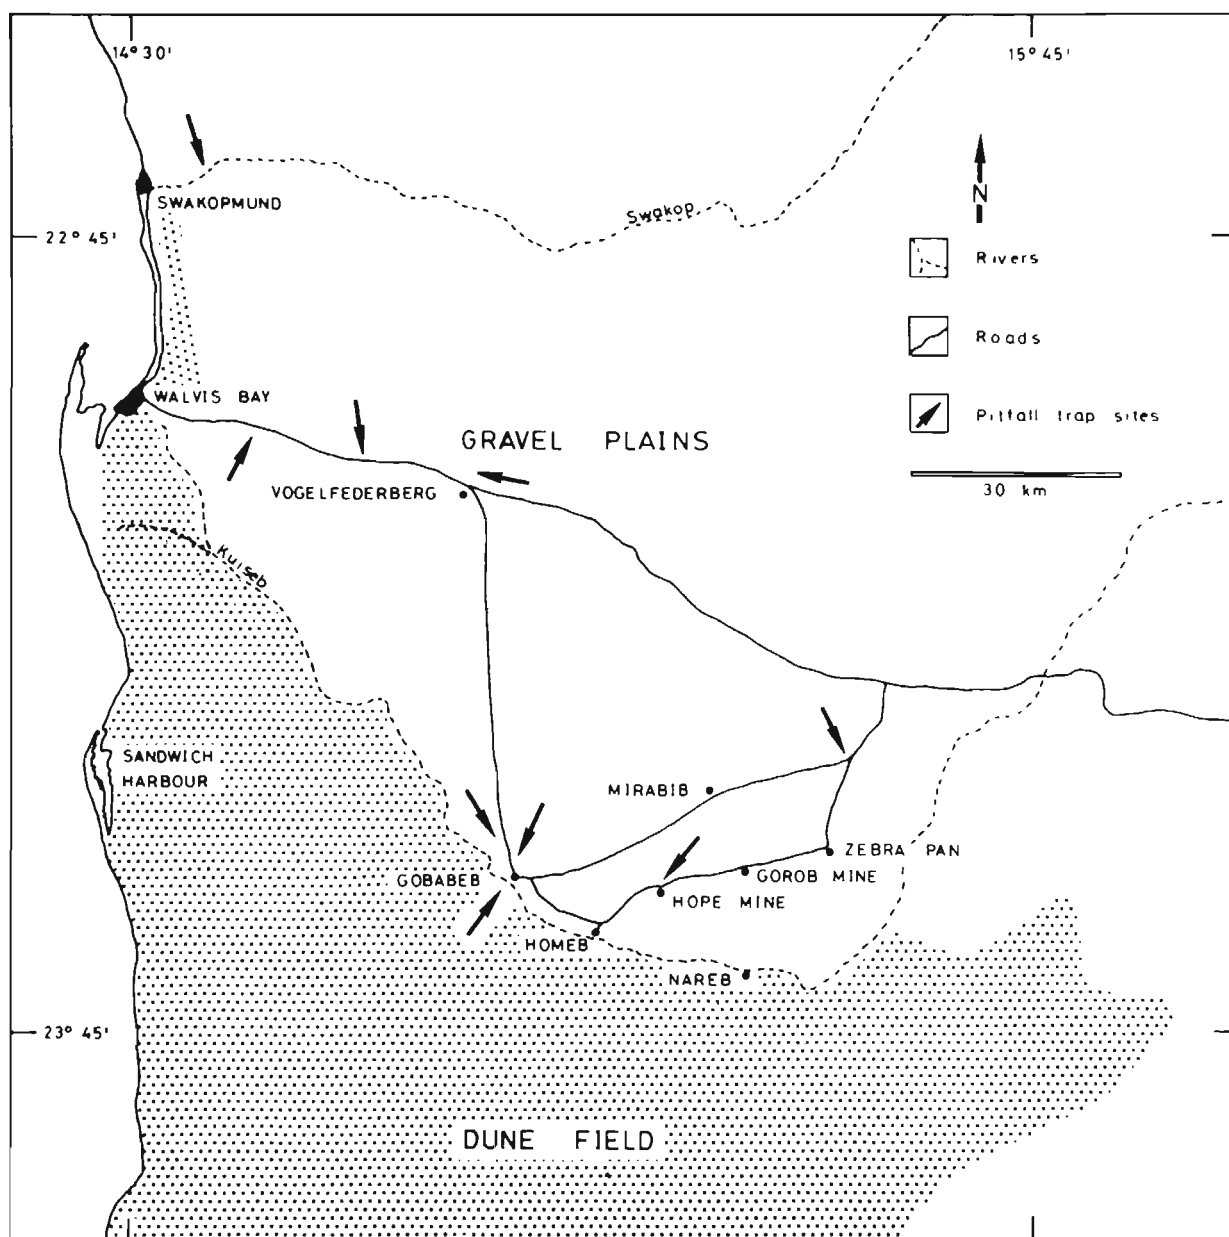 14° 30'
15° 45'
SWAKOPMUND
Swakop
N
22° 45'
Rivers
Roads
WALVIS BAY
Pitfall trap sites
GRAVEL PLAINS
30 km
VOGELFEDERBERG
Kuiseb
SANDWICH
HARBOUR
MIRABIB
ZEBRA PAN
GOROB MINE
GOBABEB
HOPE MINE
HOMEB
NAREB
23° 45'
DUNE FIELD